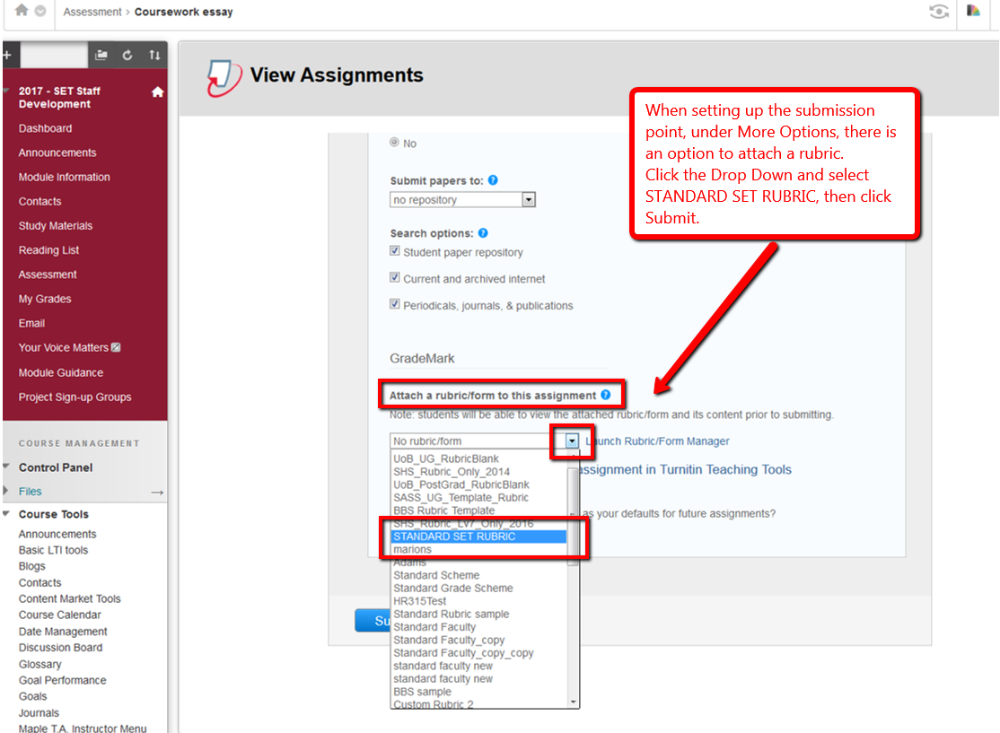 Assessment > Coursework essay
2017 - SET Staff
Development
Dashboard
Announcements
Module Information
Contacts
Study Materials
Reading List
Assessment
My Grades
Email
Your Voice Matters
Module Guidance
Project Sign-up Groups
COURSE MANAGEMENT
Control Panel
Files
Course Tools
Announcements
Basic LTI tools
Blogs
Contacts
Content Market Tools
Course Calendar
Date Management
Discussion Board
Glossary
Goal Performance
Goals
Journals
Maple T.A. Instructor Menu
View Assignments
When setting up the submission
point, under More Options, there is
an option to attach a rubric.
Click the Drop Down and select
STANDARD SET RUBRIC, then click
Submit.
No
Submit papers to: ?
no repository
Search options: ?
Student paper repository
Current and archived internet
Periodicals, journals, & publications
GradeMark
Attach a rubric/form to this assignment ?
Note: students will be able to view the attached rubric/form and its content prior to submitting.
No rubric/form
Launch Rubric/Form Manager
UoB_UG_RubricBlank
SHS_Rubric_Only_2014
UoB_PostGrad_RubricBlank
SASS_UG_Template_Rubric
BBS Rubric Template
SHS_Rubric_Lv7_Only_2016
STANDARD SET RUBRIC
marions
Adams
Standard Scheme
Standard Grade Scheme
HR315Test
Standard Rubric sample
Standard Faculty
Standard Faculty_copy
Standard Faculty_copy_copy
standard faculty new
standard faculty new
BBS sample
Custom Rubric 2
assignment in Turnitin Teaching Tools
as your defaults for future assignments?
Su